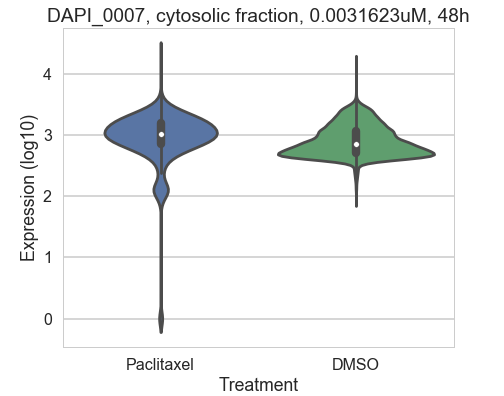 DAPI_0007, cytosolic fraction, 0.0031623uM, 48h
Expression (log10)
4
3
2
1
0
Paclitaxel DMSO
Treatment